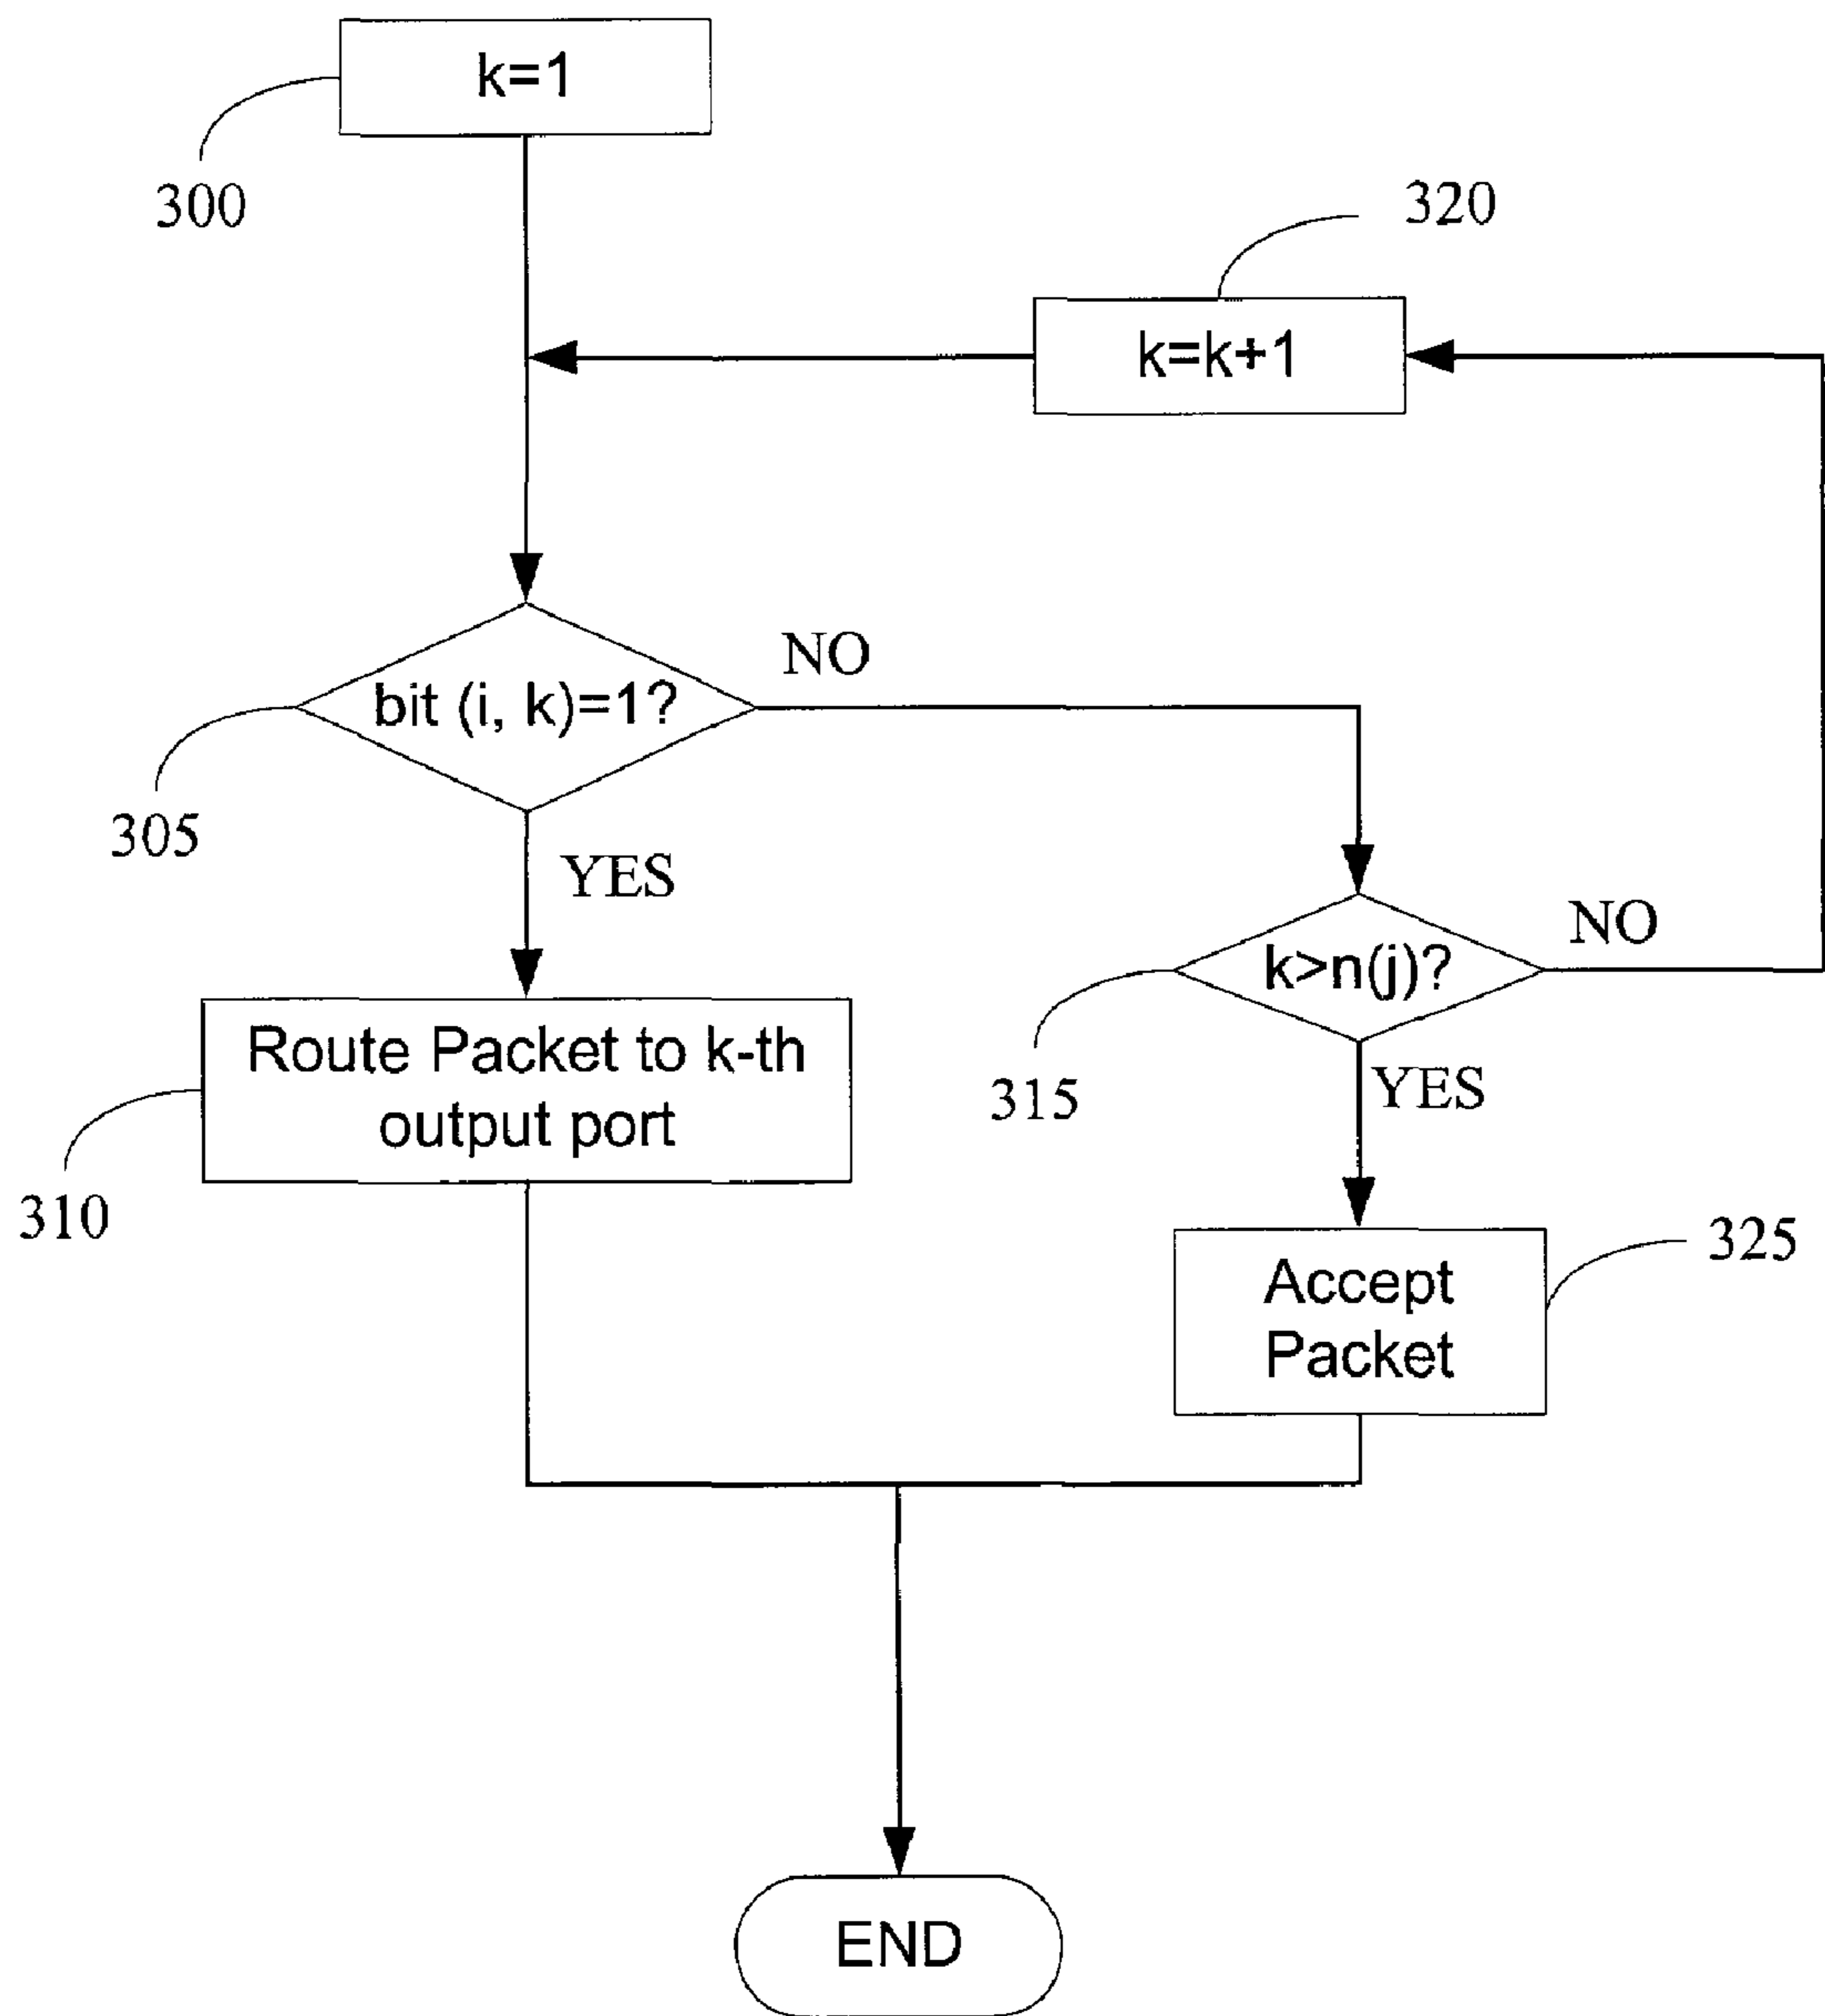 k=1
300
320
k=k+1
bit (i, k)=1?
NO
305
YES
k>n(j)?
NO
315
YES
Route Packet to k-th
output port
310
Accept
Packet
325
END